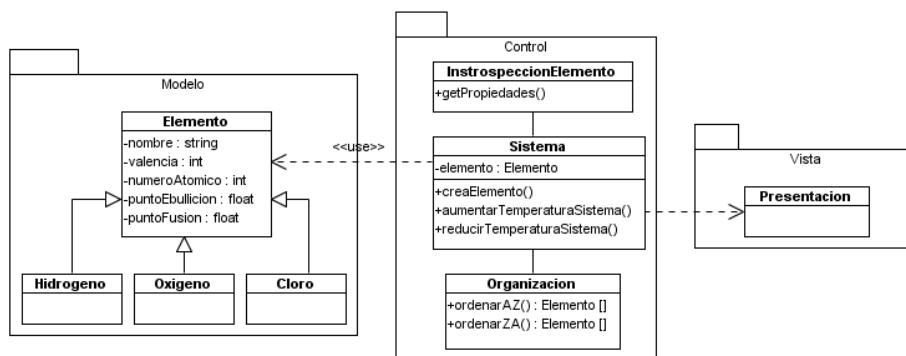 Modelo
Elemento
-nombre : string
-valencia : int
-numeroAtomico : int
-puntoEbullicion : float
-puntoFusion : float
Hidrogeno
Oxigeno
Cloro
<<use>>
Control
InstrospeccionElemento
+getPropiedades()
Sistema
-elemento : Elemento
+creaElemento()
+aumentarTemperaturaSistema()
+reducirTemperaturaSistema()
Organizacion
+ordenarAZ() : Elemento []
+ordenarZA() : Elemento []
Vista
Presentacion